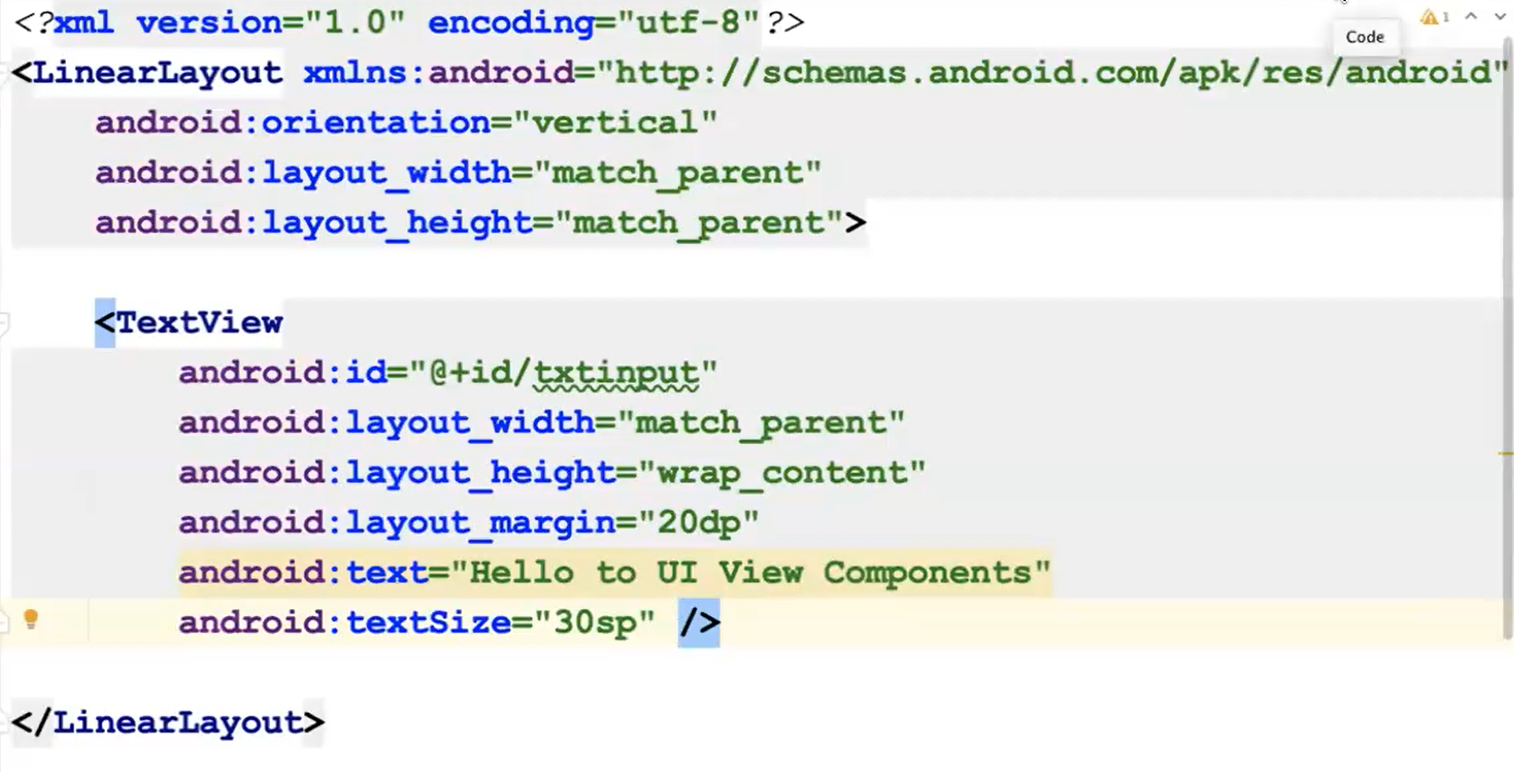 <?xml version="1.0" encoding="utf-8"?>
Code
1
<LinearLayout xmlns:android="http://schemas.android.com/apk/res/android"
    android:orientation="vertical"
    android:layout_width="match_parent"
    android:layout_height="match_parent">
    <TextView
        android:id="@+id/txtinput"
        android:layout_width="match_parent"
        android:layout_height="wrap_content"
        android:layout_margin="20dp"
        android:text="Hello to UI View Components"
        android:textSize="30sp" />
</LinearLayout>